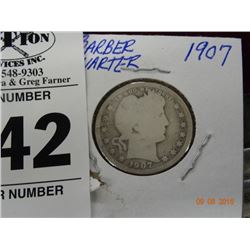 PTION
VICES INC.
548-9303
a & Greg Farner
NUMBER
42
R NUMBER
BARBER
QUARTER
1907
1907
09 08 2016